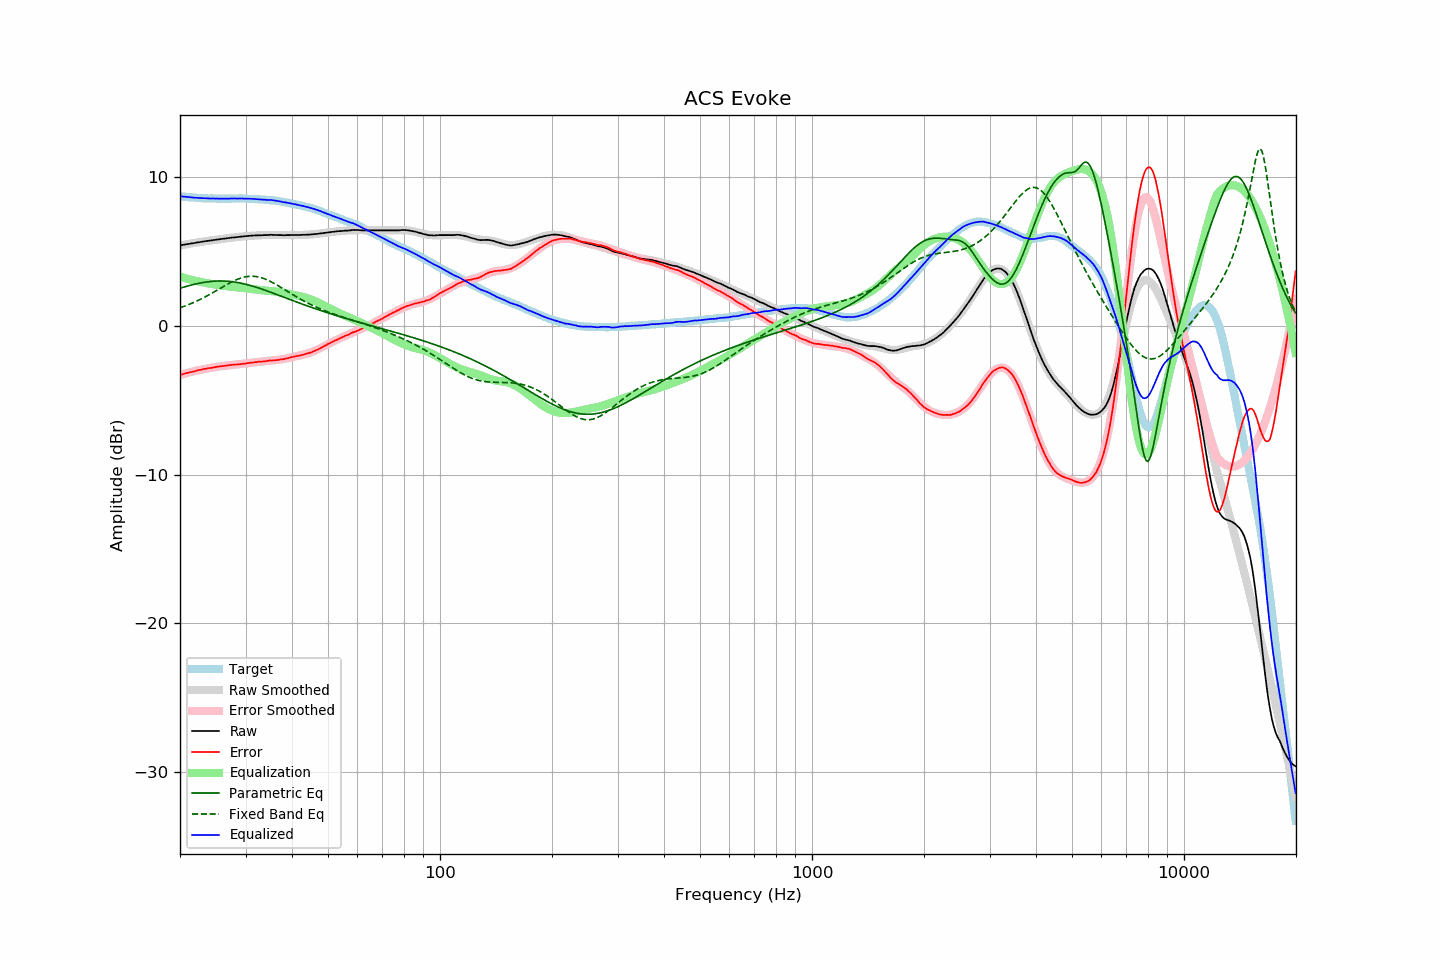 ACS Evoke
10
0
−10
−20
−30
Amplitude (dBr)
Target
Raw Smoothed
Error Smoothed
Raw
Error
Equalization
Parametric Eq
Fixed Band Eq
Equalized
100
1000
10000
Frequency (Hz)